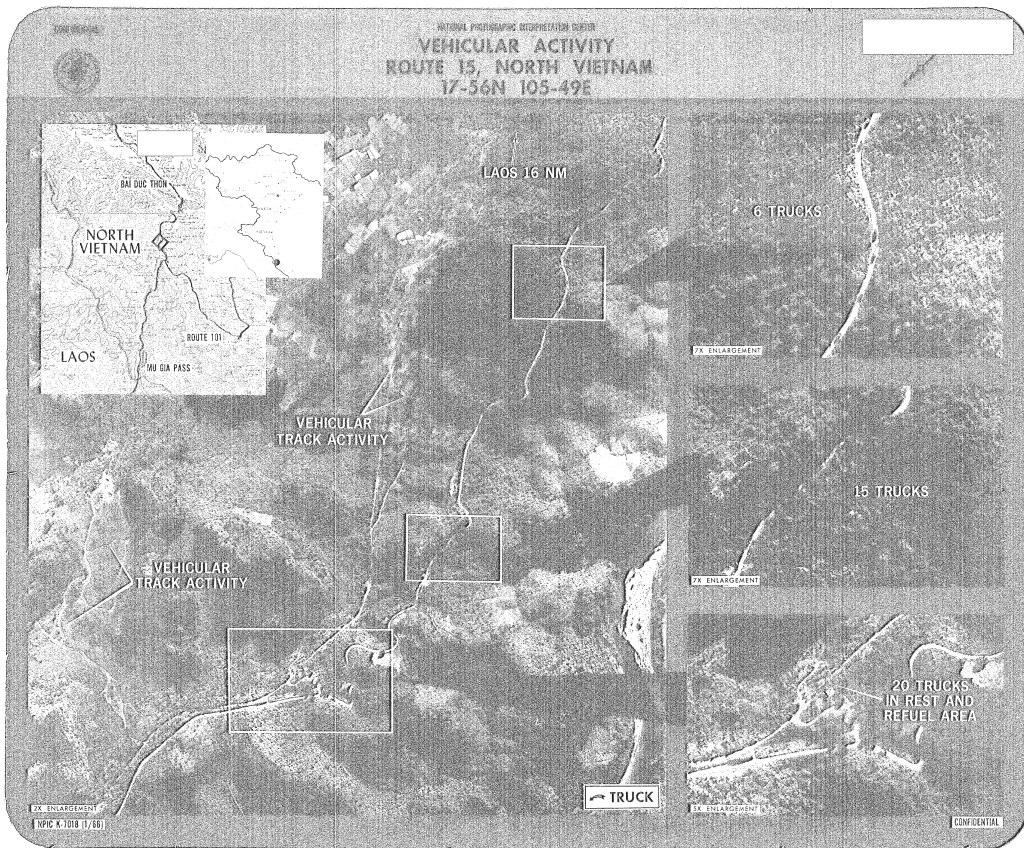 NATIONAL PHOTOGRAPHIC INTERPRETATION CENTER
VEHICULAR ACTIVITY
ROUTE 15, NORTH VIETNAM
17-56N 105-49E
BAI DUC THON
NORTH
VIETNAM
ROUTE 101
LAOS
MU GIA PASS
LAOS 16 NM
VEHICULAR
TRACK ACTIVITY
VEHICULAR
TRACK ACTIVITY
6 TRUCKS
7X ENLARGEMENT
15 TRUCKS
7X ENLARGEMENT
20 TRUCKS
IN REST AND
REFUEL AREA
5X ENLARGEMENT
TRUCK
2X ENLARGEMENT
NPIC K-7018 (1/66)
CONFIDENTIAL